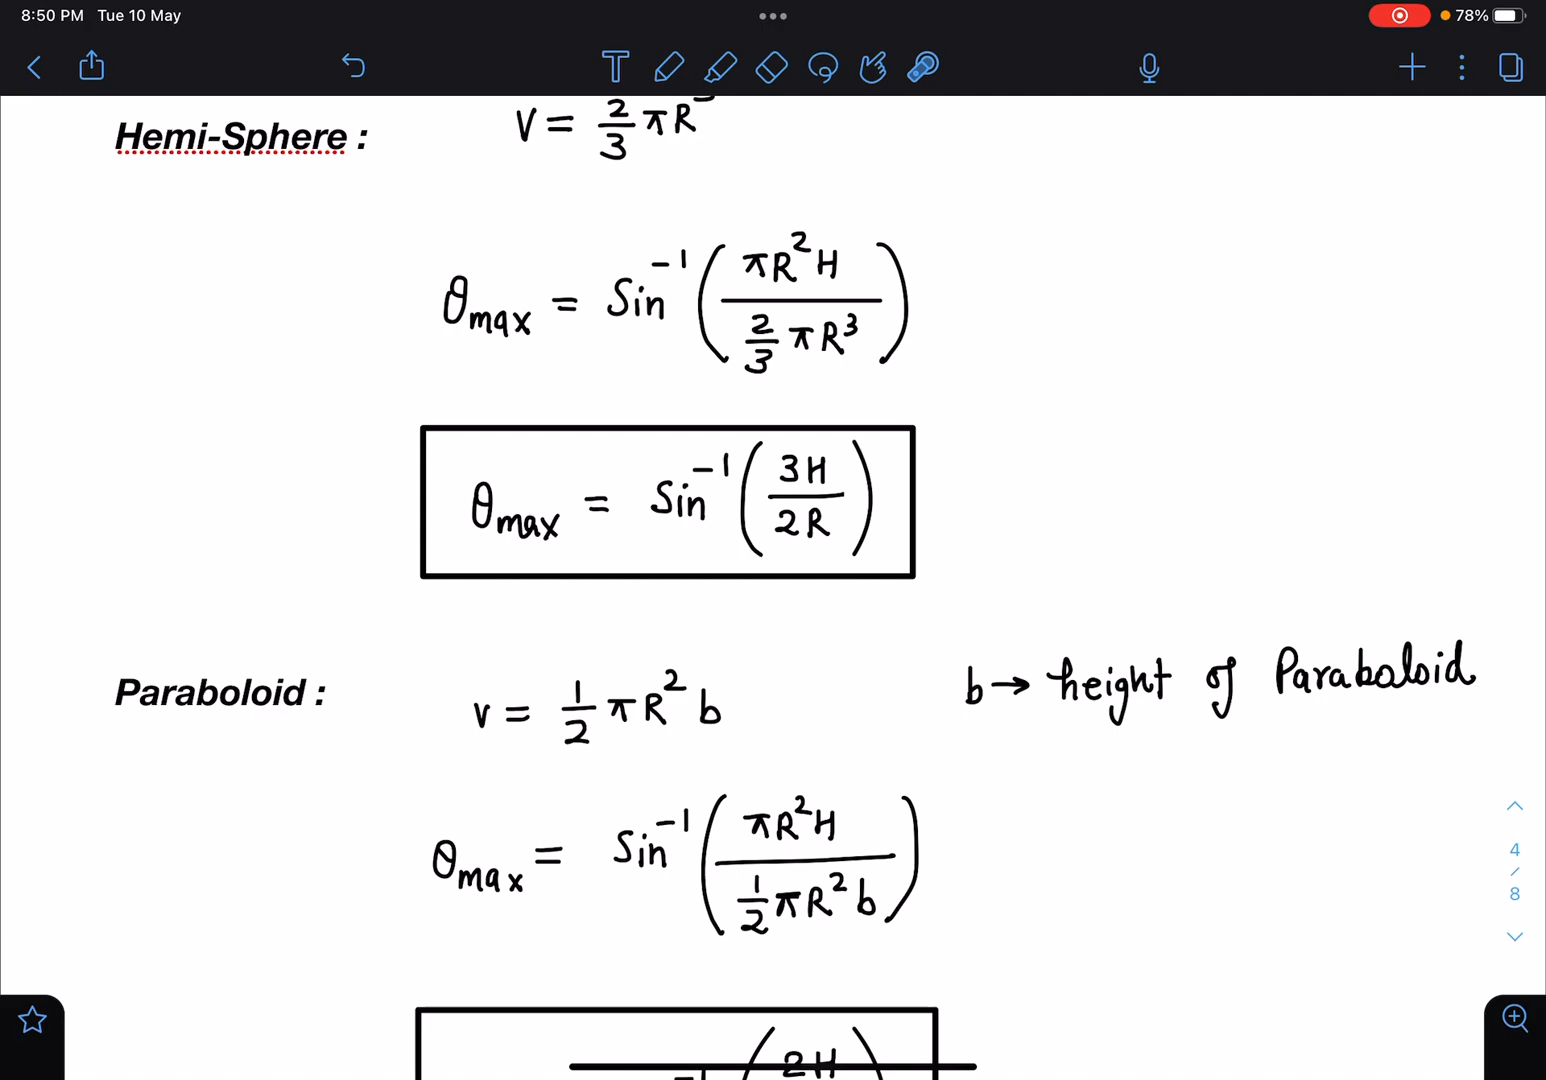 8:50 PM Tue 10 May
78%
T
Hemi-Sphere :
V = 2/3 πR³
θmax = Sin⁻¹ ( πR²H / 2/3 πR³ )
θmax = Sin⁻¹ ( 3H / 2R )
Paraboloid :
V = 1/2 πR² b
b → height of Paraboloid
θmax = Sin⁻¹ ( πR²H / 1/2 πR² b )
4
/
8
2H